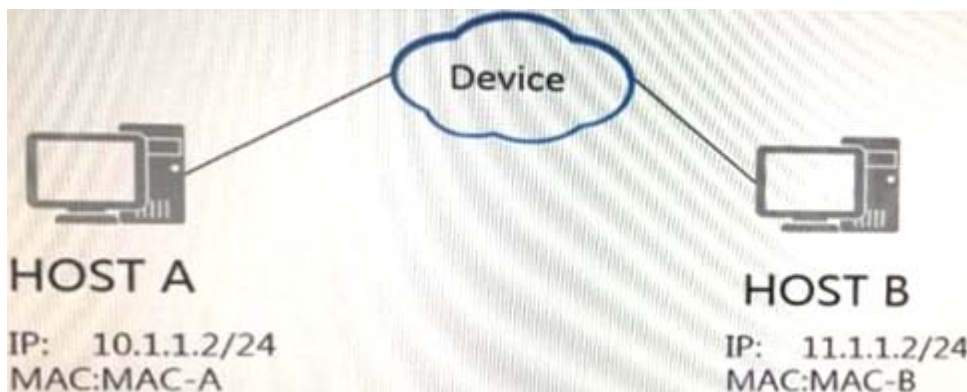 Device
HOST A
IP: 10.1.1.2/24
MAC:MAC-A
HOST B
IP: 11.1.1.2/24
MAC:MAC-B